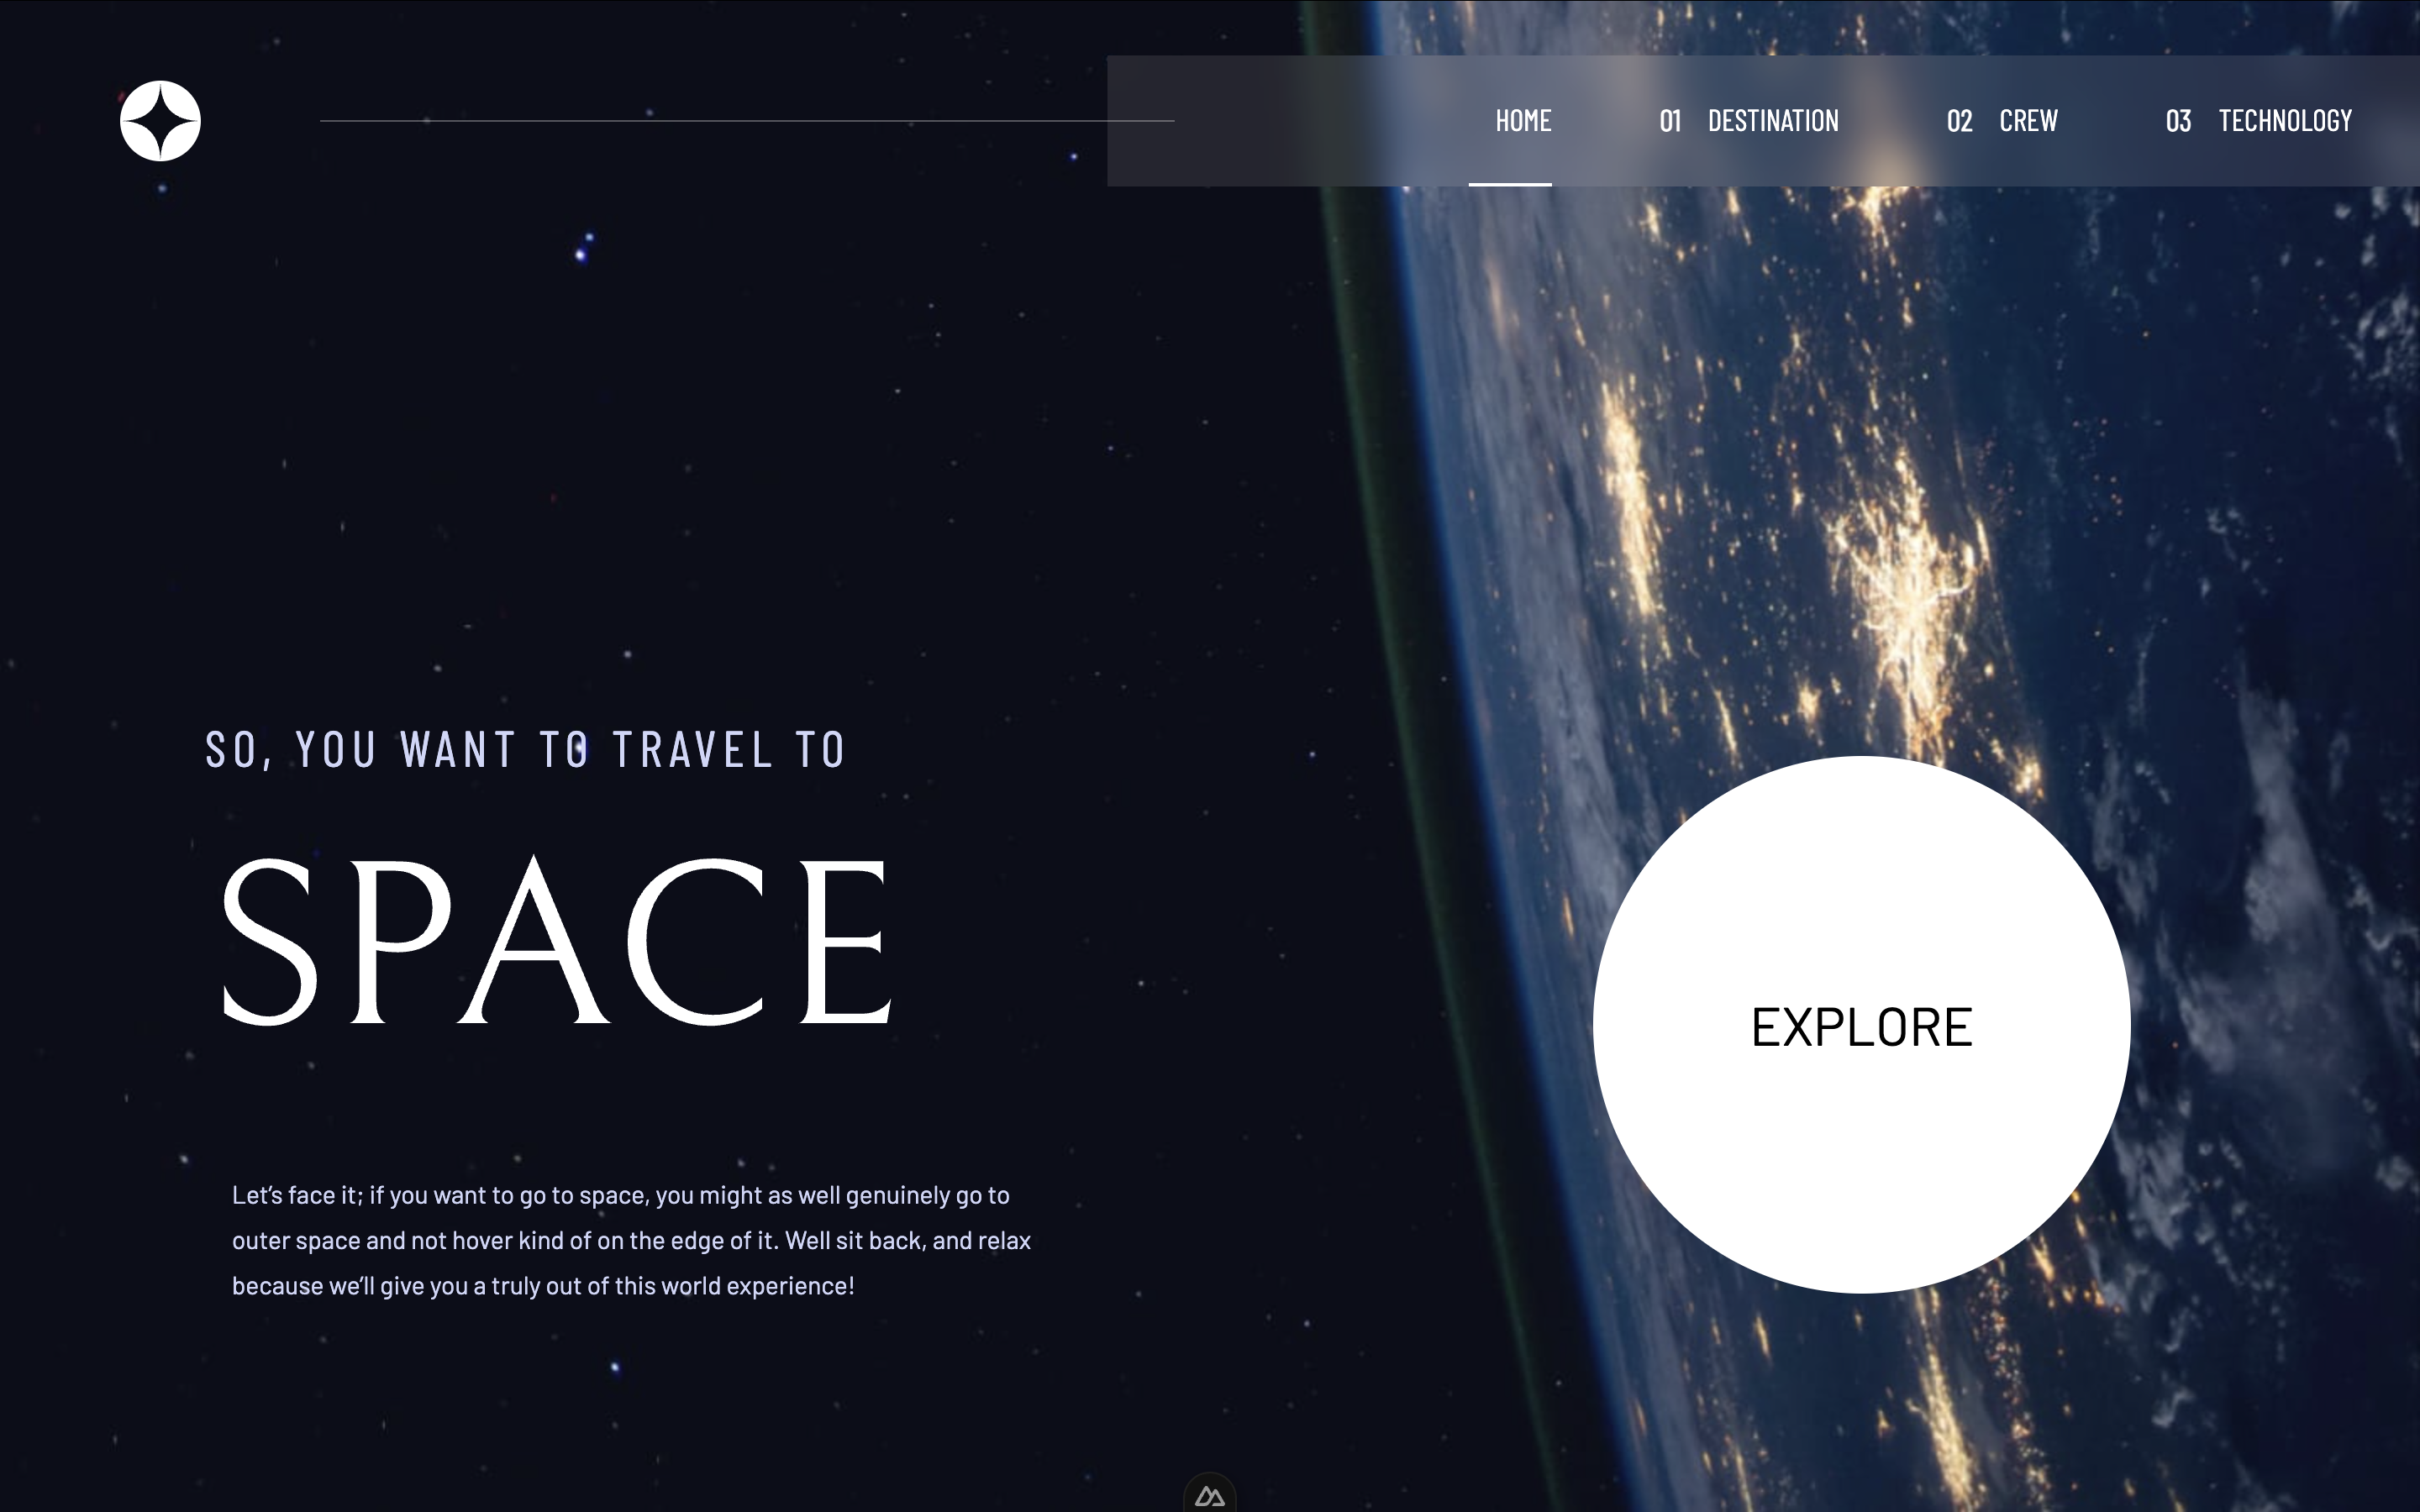 HOME 01 DESTINATION 02 CREW 03 TECHNOLOGY
SO, YOU WANT TO TRAVEL TO
SPACE
Let’s face it; if you want to go to space, you might as well genuinely go to
outer space and not hover kind of on the edge of it. Well sit back, and relax
because we’ll give you a truly out of this world experience!
EXPLORE